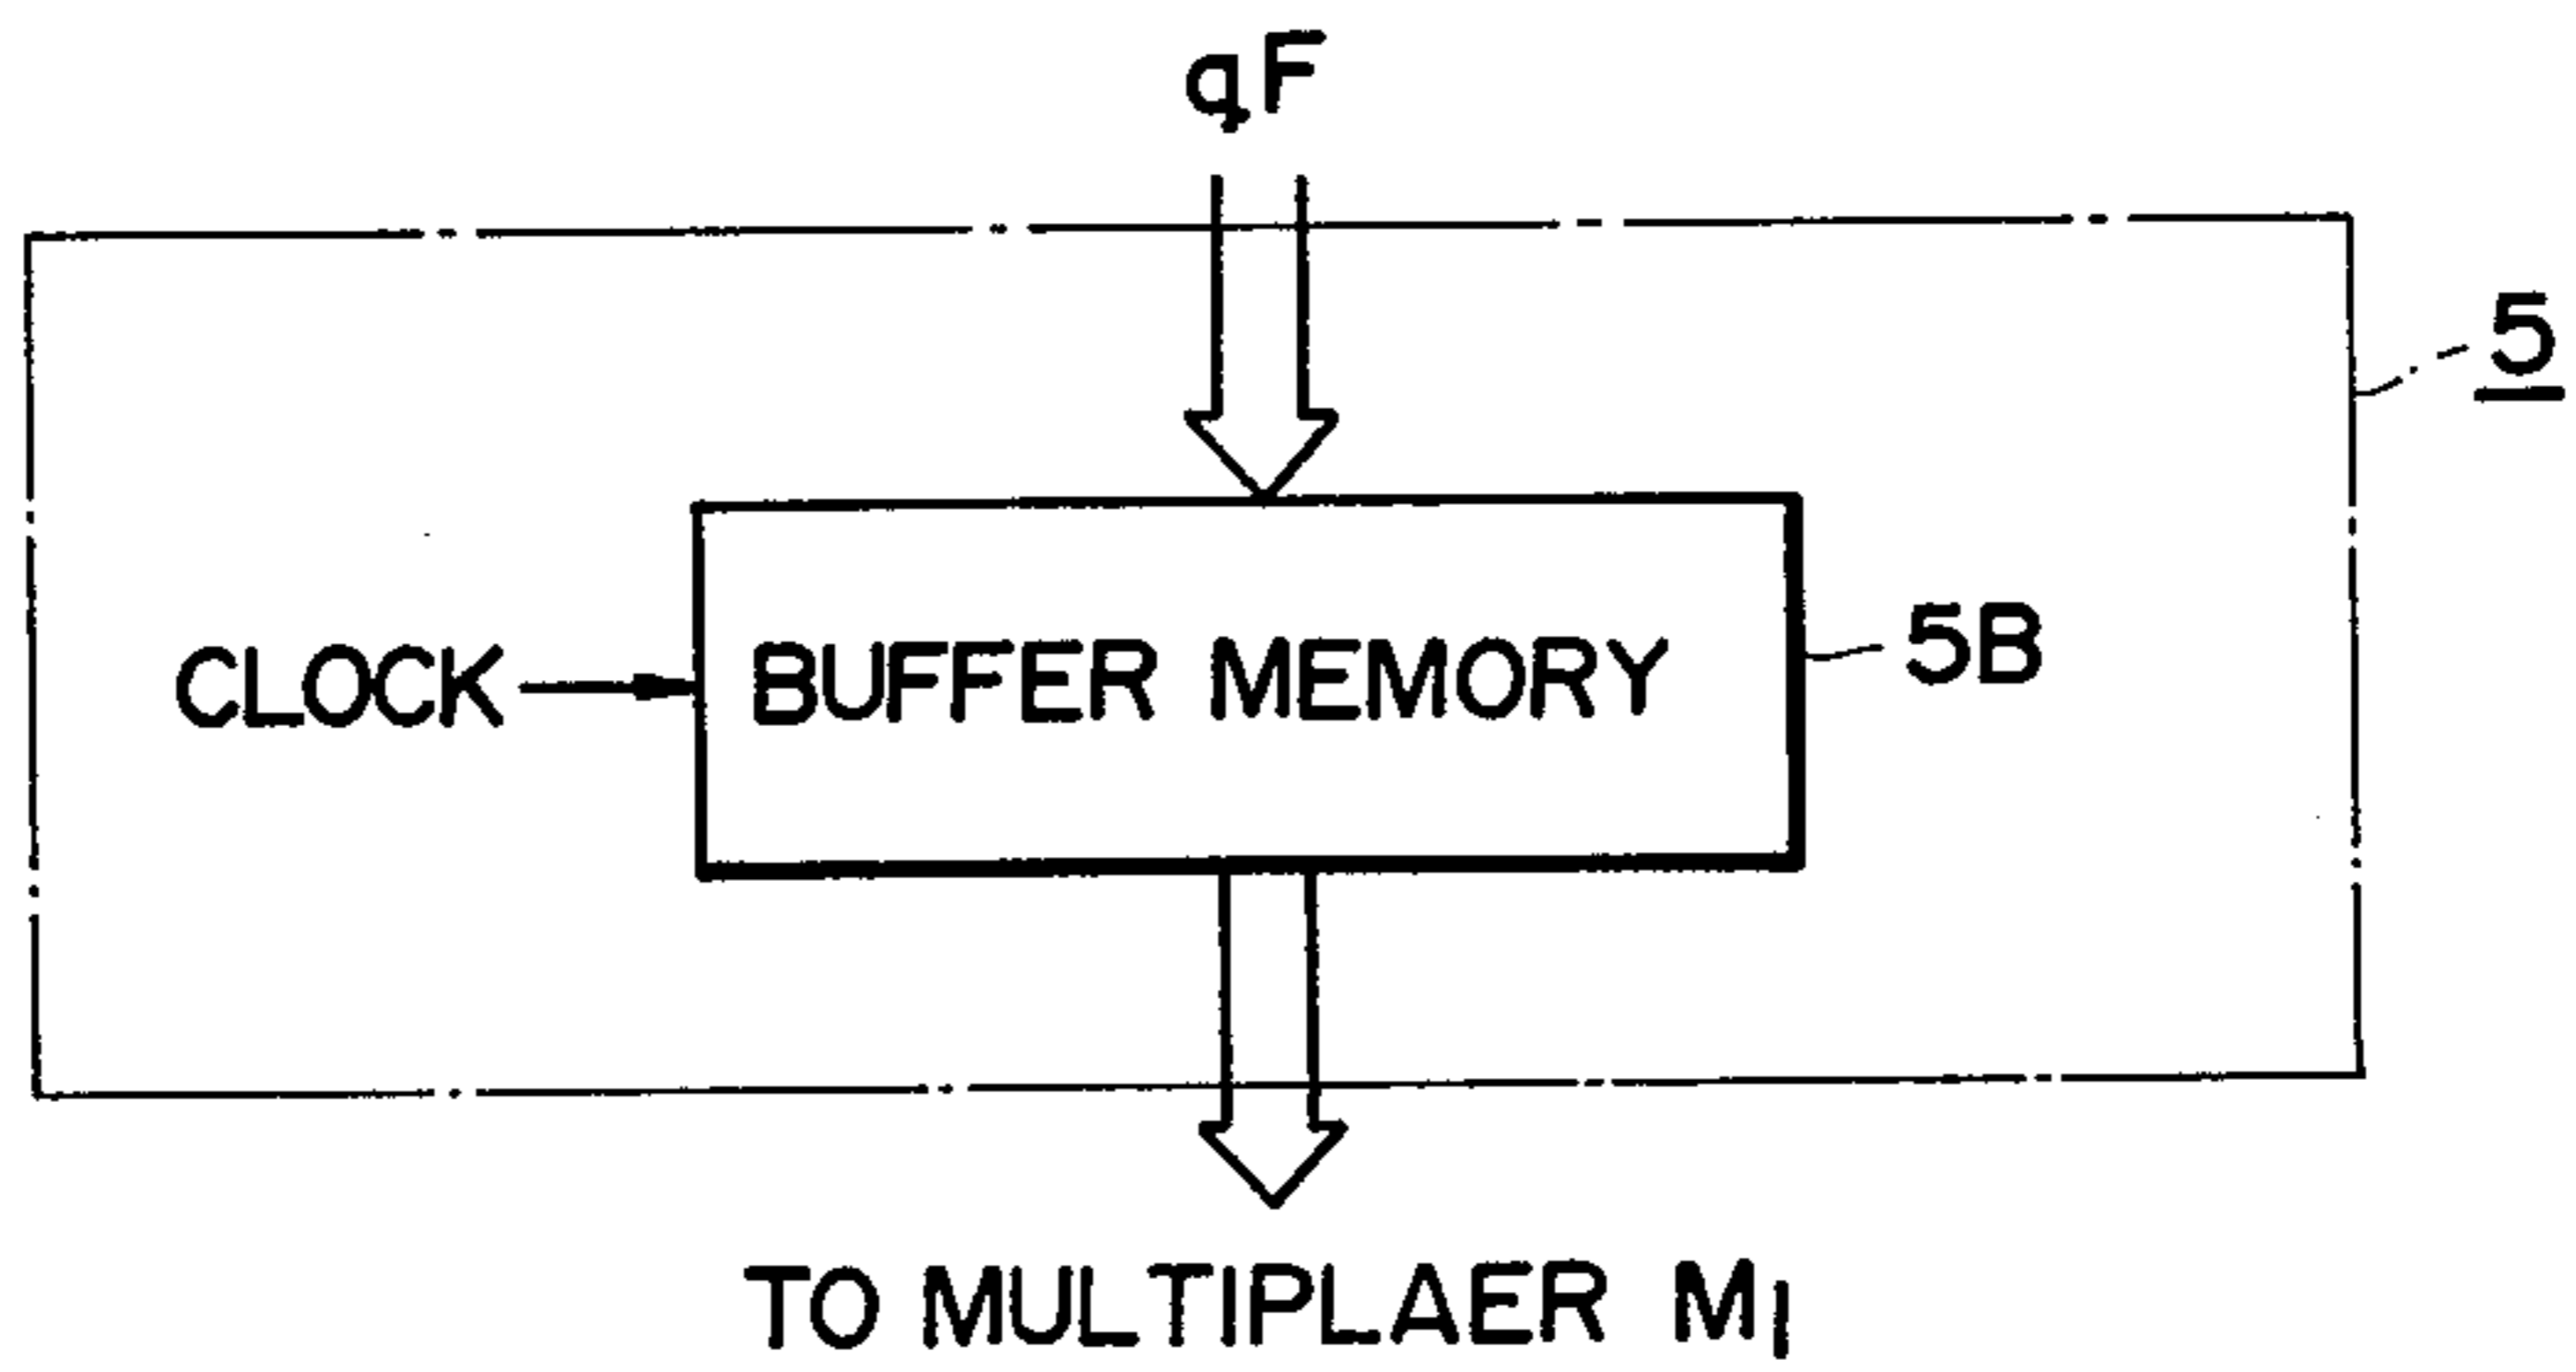 qF
5
CLOCK
BUFFER MEMORY
5B
TO MULTIPLAER M1